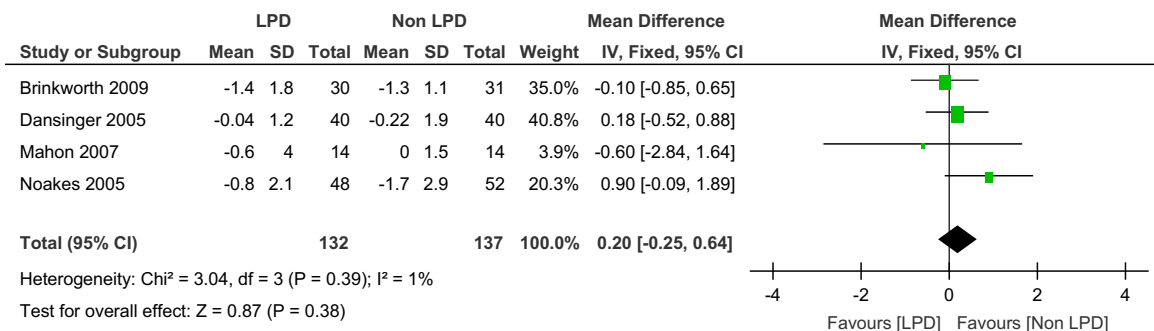 LPD Non LPD Mean Difference Mean Difference
Study or Subgroup Mean SD Total Mean SD Total Weight IV, Fixed, 95% CI IV, Fixed, 95% CI
Brinkworth 2009 -1.4 1.8 30 -1.3 1.1 31 35.0% -0.10 [-0.85, 0.65]
Dansinger 2005 -0.04 1.2 40 -0.22 1.9 40 40.8% 0.18 [-0.52, 0.88]
Mahon 2007 -0.6 4 14 0 1.5 14 3.9% -0.60 [-2.84, 1.64]
Noakes 2005 -0.8 2.1 48 -1.7 2.9 52 20.3% 0.90 [-0.09, 1.89]
Total (95% CI) 132 137 100.0% 0.20 [-0.25, 0.64]
Heterogeneity: Chi² = 3.04, df = 3 (P = 0.39); I² = 1%
Test for overall effect: Z = 0.87 (P = 0.38)
-4 -2 0 2 4
Favours [LPD] Favours [Non LPD]